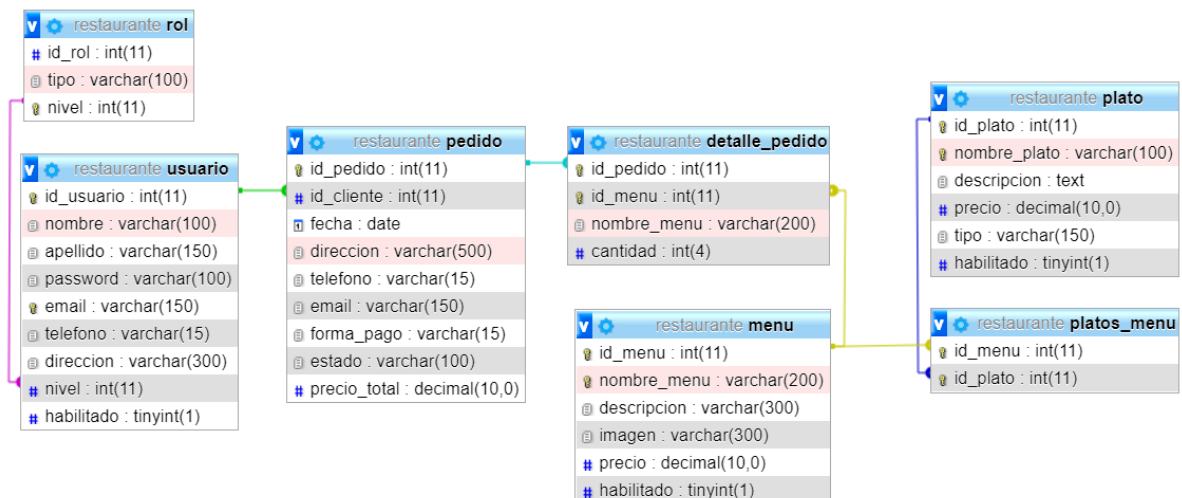 restaurante rol
id_rol : int(11)
tipo : varchar(100)
nivel : int(11)
restaurante usuario
id_usuario : int(11)
nombre : varchar(100)
apellido : varchar(150)
password : varchar(100)
email : varchar(150)
telefono : varchar(15)
direccion : varchar(300)
nivel : int(11)
habilitado : tinyint(1)
restaurante pedido
id_pedido : int(11)
id_cliente : int(11)
fecha : date
direccion : varchar(500)
telefono : varchar(15)
email : varchar(150)
forma_pago : varchar(15)
estado : varchar(100)
precio_total : decimal(10,0)
restaurante detalle_pedido
id_pedido : int(11)
id_menu : int(11)
nombre_menu : varchar(200)
cantidad : int(4)
restaurante menu
id_menu : int(11)
nombre_menu : varchar(200)
descripcion : varchar(300)
imagen : varchar(300)
precio : decimal(10,0)
habilitado : tinyint(1)
restaurante plato
id_plato : int(11)
nombre_plato : varchar(100)
descripcion : text
precio : decimal(10,0)
tipo : varchar(150)
habilitado : tinyint(1)
restaurante platos_menu
id_menu : int(11)
id_plato : int(11)